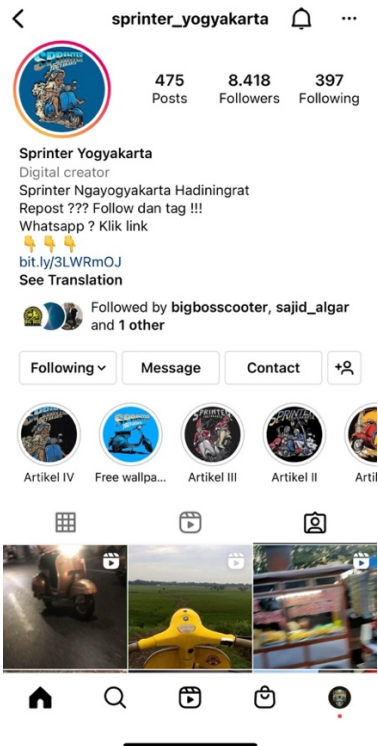 sprinter_yogyakarta
475 8.418 397
Posts Followers Following
Sprinter Yogyakarta
Digital creator
Sprinter Ngayogyakarta Hadiningrat
Repost ??? Follow dan tag !!!
Whatsapp ? Klik link
👇👇👇
bit.ly/3LWRmOJ
See Translation
Followed by bigbosscooter, sajid_algar
and 1 other
Following Message Contact
Artikel IV Free wallpa... Artikel III Artikel II Arti